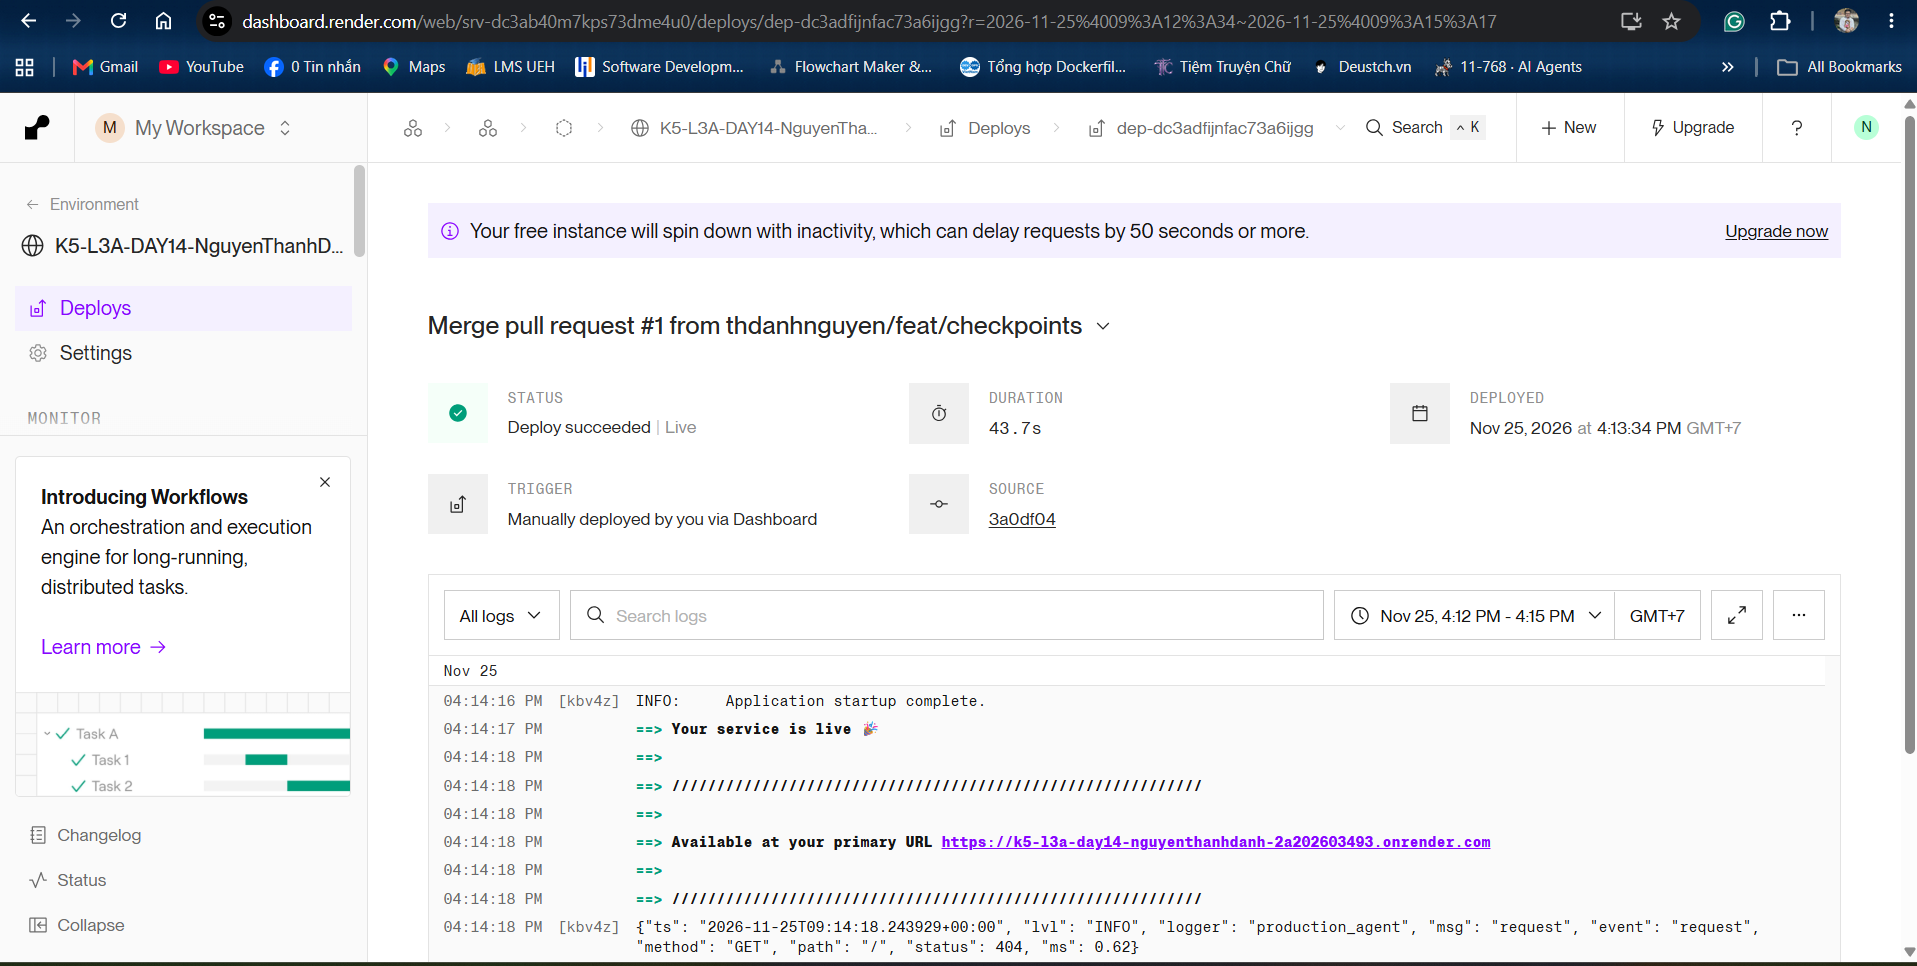 dashboard.render.com/web/srv-dc3ab40m7kps73dme4u0/deploys/dep-dc3adfijnfac73a6ijgg?r=2026-11-25%4009%3A12%3A34~2026-11-25%4009%3A15%3A17
Gmail YouTube 0 Tin nhắn Maps LMS UEH Software Developm... Flowchart Maker &... Tổng hợp Dockerfil... Tiệm Truyện Chữ Deustch.vn 11-768 · AI Agents » All Bookmarks
M My Workspace K5-L3A-DAY14-NguyenTha... Deploys dep-dc3adfijnfac73a6ijgg Search ^ K + New Upgrade ? N
← Environment
K5-L3A-DAY14-NguyenThanhD...
Deploys
Settings
MONITOR
Introducing Workflows
An orchestration and execution
engine for long-running,
distributed tasks.
Learn more →
Task A
Task 1
Task 2
Changelog
Status
Collapse
Your free instance will spin down with inactivity, which can delay requests by 50 seconds or more. Upgrade now
Merge pull request #1 from thdanhnguyen/feat/checkpoints
STATUS
Deploy succeeded | Live
DURATION
43.7s
DEPLOYED
Nov 25, 2026 at 4:13:34 PM GMT+7
TRIGGER
Manually deployed by you via Dashboard
SOURCE
3a0df04
All logs Search logs Nov 25, 4:12 PM - 4:15 PM GMT+7 ...
Nov 25
04:14:16 PM [kbv4z] INFO: Application startup complete.
04:14:17 PM ==> Your service is live 🎉
04:14:18 PM ==>
04:14:18 PM ==> ///////////////////////////////////////////////////////////
04:14:18 PM ==>
04:14:18 PM ==> Available at your primary URL https://k5-l3a-day14-nguyenthanhdanh-2a202603493.onrender.com
04:14:18 PM ==>
04:14:18 PM ==> ///////////////////////////////////////////////////////////
04:14:18 PM [kbv4z] {"ts": "2026-11-25T09:14:18.243929+00:00", "lvl": "INFO", "logger": "production_agent", "msg": "request", "event": "request",
"method": "GET", "path": "/", "status": 404, "ms": 0.62}